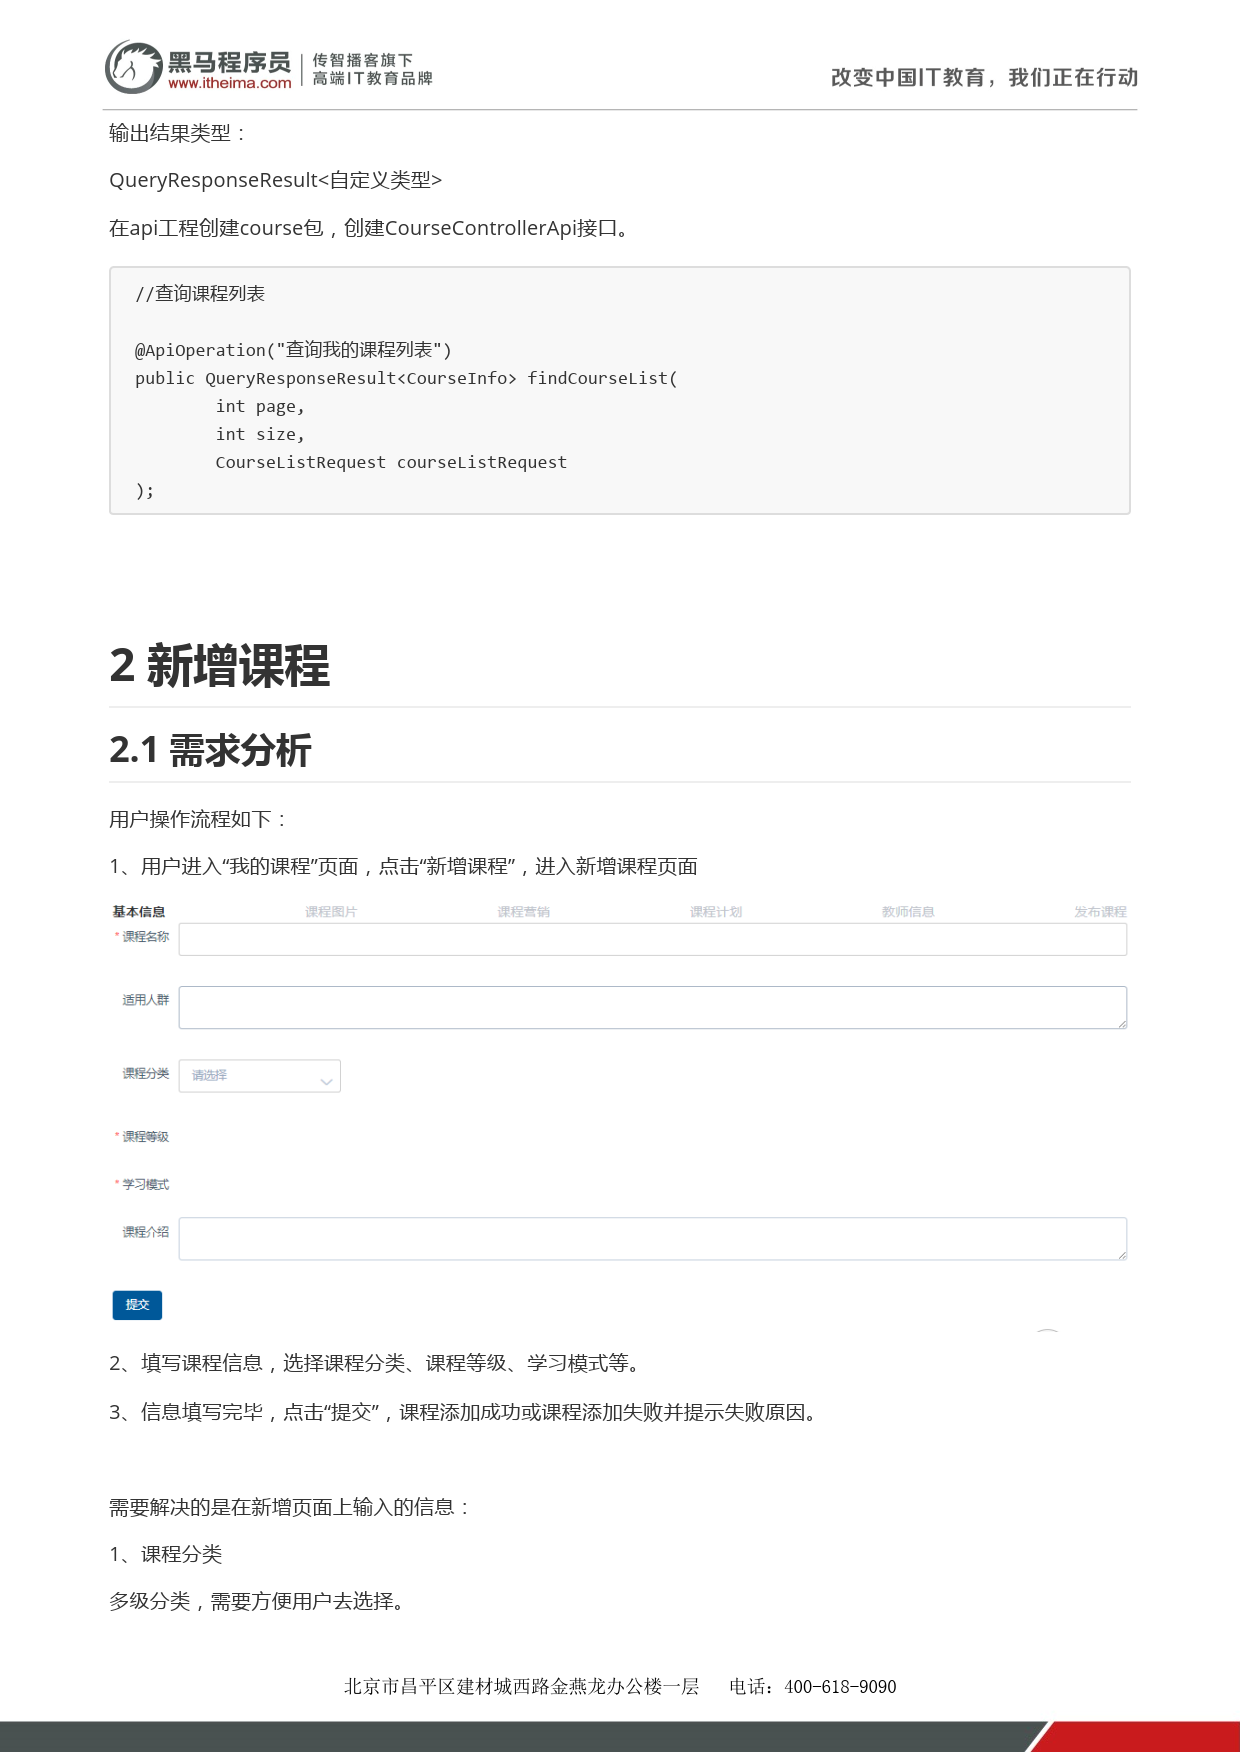 黑马程序员
www.itheima.com
传智播客旗下
高端IT教育品牌
改变中国IT教育，我们正在行动
输出结果类型：
QueryResponseResult<自定义类型>
在api工程创建course包，创建CourseControllerApi接口。
//查询课程列表
@ApiOperation("查询我的课程列表")
public QueryResponseResult<CourseInfo> findCourseList(
int page,
int size,
CourseListRequest courseListRequest
);
2 新增课程
2.1 需求分析
用户操作流程如下：
1、用户进入“我的课程”页面，点击“新增课程”，进入新增课程页面
基本信息 课程图片 课程营销 课程计划 教师信息 发布课程
* 课程名称
适用人群
课程分类 请选择
* 课程等级
* 学习模式
课程介绍
提交
2、填写课程信息，选择课程分类、课程等级、学习模式等。
3、信息填写完毕，点击“提交”，课程添加成功或课程添加失败并提示失败原因。
需要解决的是在新增页面上输入的信息：
1、课程分类
多级分类，需要方便用户去选择。
北京市昌平区建材城西路金燕龙办公楼一层 电话：400-618-9090